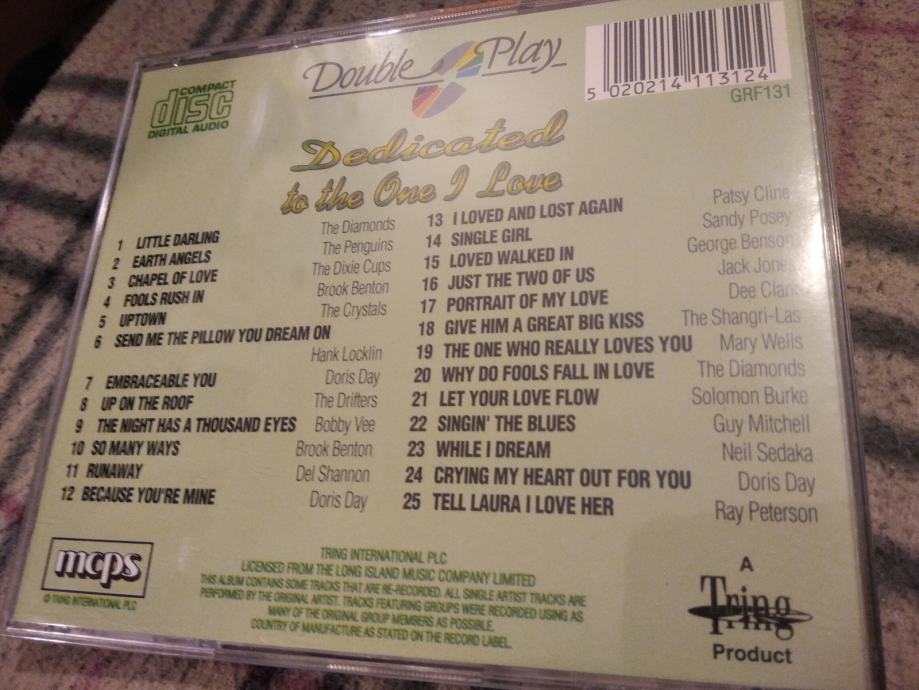 COMPACT
disc
DIGITAL AUDIO
Double Play
5 020214 113124
GRF131
Dedicated
to the One I Love
1 LITTLE DARLING The Diamonds
2 EARTH ANGELS The Penguins
3 CHAPEL OF LOVE The Dixie Cups
4 FOOLS RUSH IN Brook Benton
5 UPTOWN The Crystals
6 SEND ME THE PILLOW YOU DREAM ON
Hank Locklin
7 EMBRACEABLE YOU Doris Day
8 UP ON THE ROOF The Drifters
9 THE NIGHT HAS A THOUSAND EYES Bobby Vee
10 SO MANY WAYS Brook Benton
11 RUNAWAY Del Shannon
12 BECAUSE YOU'RE MINE Doris Day
13 I LOVED AND LOST AGAIN Patsy Cline
14 SINGLE GIRL Sandy Posey
15 LOVED WALKED IN George Benson
16 JUST THE TWO OF US Jack Jones
17 PORTRAIT OF MY LOVE Dee Clark
18 GIVE HIM A GREAT BIG KISS The Shangri-Las
19 THE ONE WHO REALLY LOVES YOU Mary Wells
20 WHY DO FOOLS FALL IN LOVE The Diamonds
21 LET YOUR LOVE FLOW Solomon Burke
22 SINGIN' THE BLUES Guy Mitchell
23 WHILE I DREAM Neil Sedaka
24 CRYING MY HEART OUT FOR YOU Doris Day
25 TELL LAURA I LOVE HER Ray Peterson
mcps
© TRING INTERNATIONAL PLC
TRING INTERNATIONAL PLC
LICENSED FROM THE LONG ISLAND MUSIC COMPANY LIMITED
THIS ALBUM CONTAINS SOME TRACKS THAT ARE RE-RECORDED. ALL SINGLE ARTIST TRACKS ARE
PERFORMED BY THE ORIGINAL ARTIST. TRACKS FEATURING GROUPS WERE RECORDED USING AS
MANY OF THE ORIGINAL GROUP MEMBERS AS POSSIBLE.
COUNTRY OF MANUFACTURE AS STATED ON THE RECORD LABEL.
A
Tring
Product